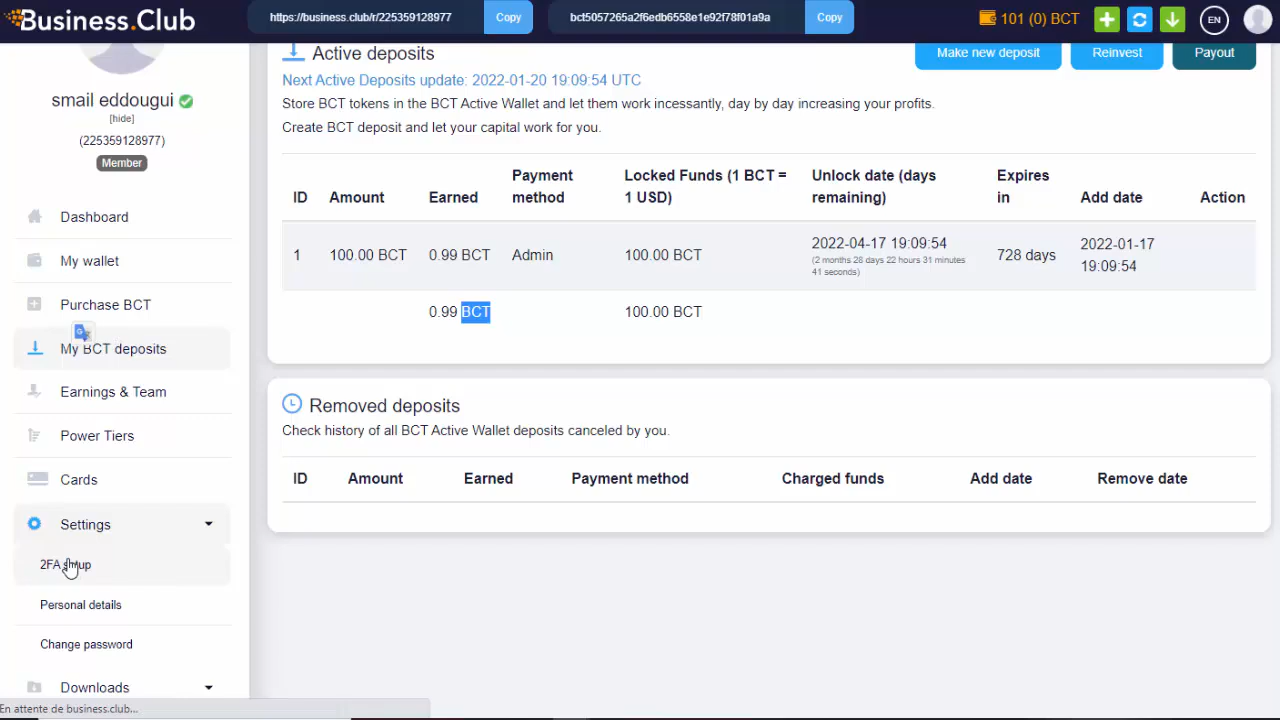 Business.Club
https://business.club/r/225359128977
Copy
bct5057265a2f6edb6558e1e92f78f01a9a
Copy
101 (0) BCT
EN
smail eddougui
[hide]
(225359128977)
Member
Dashboard
My wallet
Purchase BCT
My BCT deposits
Earnings & Team
Power Tiers
Cards
Settings
2FA setup
Personal details
Change password
Downloads
En attente de business.club...
Active deposits
Make new deposit
Reinvest
Payout
Next Active Deposits update: 2022-01-20 19:09:54 UTC
Store BCT tokens in the BCT Active Wallet and let them work incessantly, day by day increasing your profits.
Create BCT deposit and let your capital work for you.
ID Amount Earned Payment method Locked Funds (1 BCT = 1 USD) Unlock date (days remaining) Expires in Add date Action
1 100.00 BCT 0.99 BCT Admin 100.00 BCT 2022-04-17 19:09:54 (2 months 28 days 22 hours 31 minutes 41 seconds) 728 days 2022-01-17 19:09:54
0.99 BCT 100.00 BCT
Removed deposits
Check history of all BCT Active Wallet deposits canceled by you.
ID Amount Earned Payment method Charged funds Add date Remove date